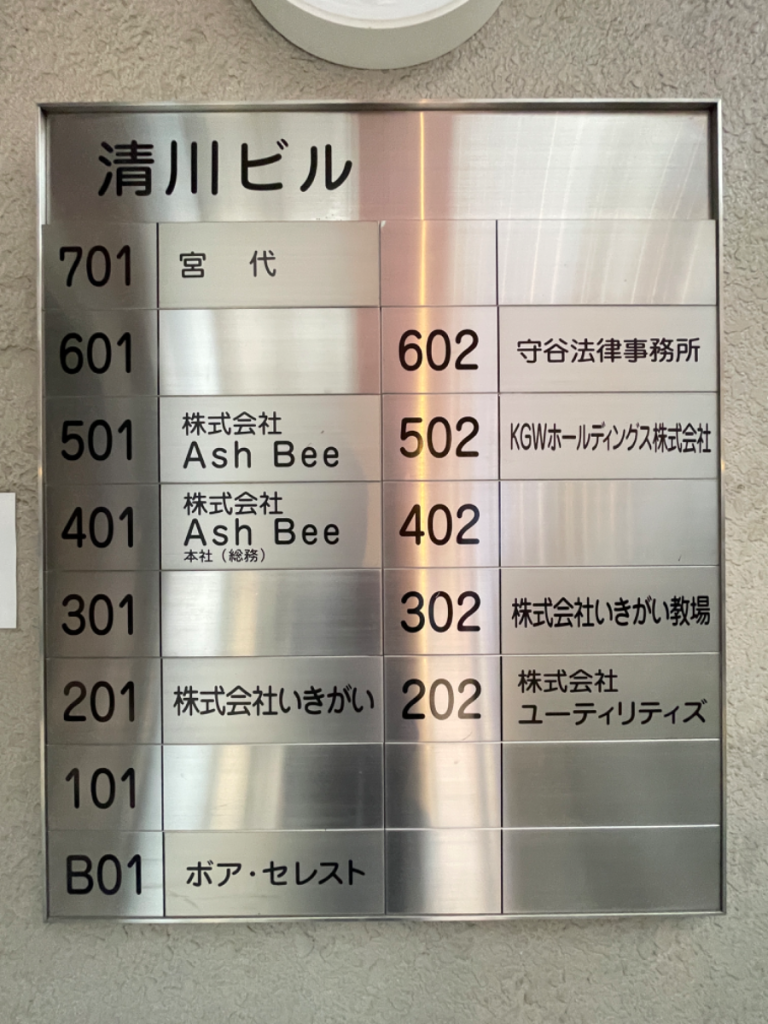 清川ビル
701 宮 代
601
602 守谷法律事務所
501 株式会社
Ash Bee
502 KGWホールディングス株式会社
401 株式会社
Ash Bee
本社(総務)
402
301
302 株式会社いきがい教場
201 株式会社いきがい
202 株式会社
ユーティリティズ
101
B01 ボア・セレスト